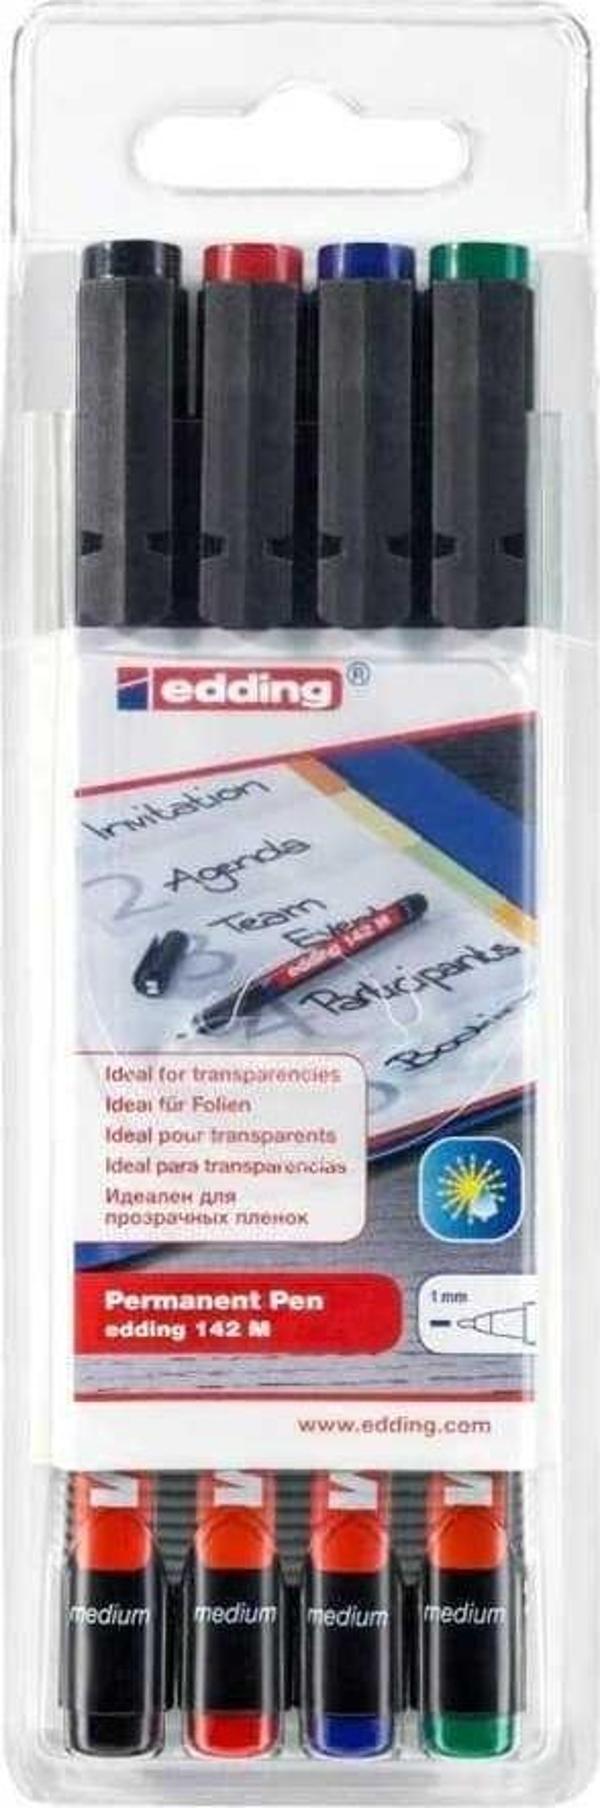 edding®
Invitation
2 Agenda
3 Team
Event
edding 142 M
4 Participants
Ideal for transparencies
Ideal für Folien
Ideal pour transparents
Ideal para transparencias
Идеален для
прозрачных пленок
Permanent Pen
edding 142 M
1 mm
www.edding.com
medium medium medium medium